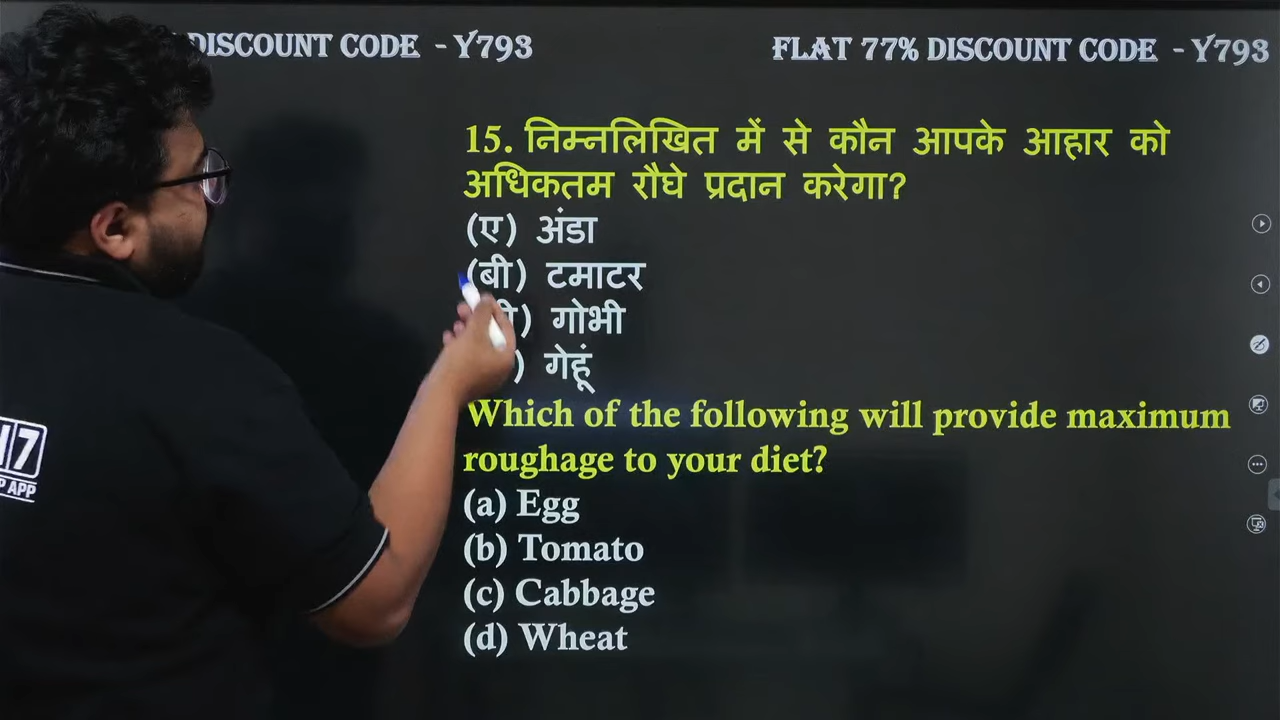 DISCOUNT CODE - Y793
FLAT 77% DISCOUNT CODE - Y793
15. निम्नलिखित में से कौन आपके आहार को
अधिकतम रौघे प्रदान करेगा?
(ए) अंडा
(बी) टमाटर
) गोभी
) गेहूं
Which of the following will provide maximum
roughage to your diet?
(a) Egg
(b) Tomato
(c) Cabbage
(d) Wheat
APP